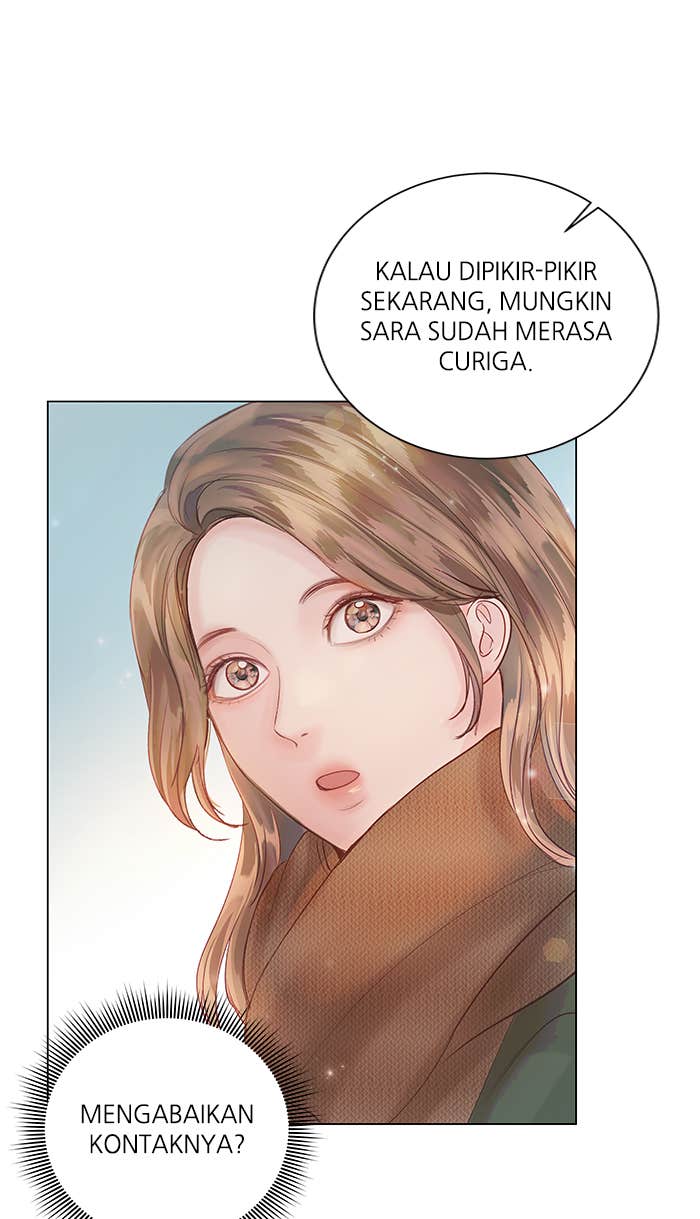 KALAU DIPIKIR-PIKIR
SEKARANG, MUNGKIN
SARA SUDAH MERASA
CURIGA.
MENGABAIKAN
KONTAKNYA?